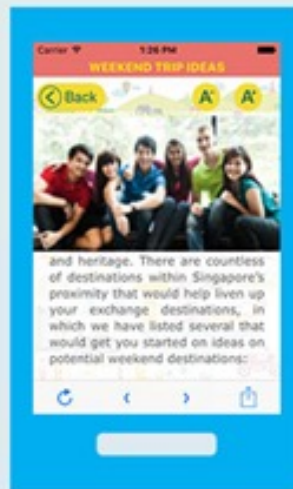 Carrier 1:26 PM
WEEKEND TRIP IDEAS
Back A+ A+
and heritage. There are countless
of destinations within Singapore's
proximity that would help liven up
your exchange destinations, in
which we have listed several that
would get you started on ideas on
potential weekend destinations: